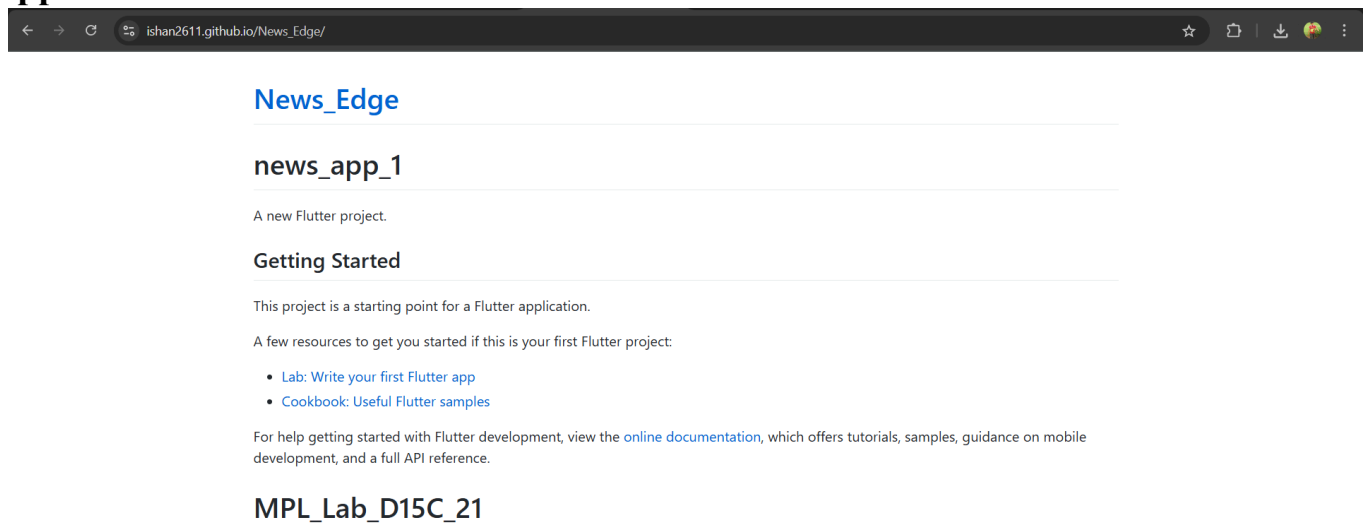 ishan2611.github.io/News_Edge/
News_Edge
news_app_1
A new Flutter project.
Getting Started
This project is a starting point for a Flutter application.
A few resources to get you started if this is your first Flutter project:
• Lab: Write your first Flutter app
• Cookbook: Useful Flutter samples
For help getting started with Flutter development, view the online documentation, which offers tutorials, samples, guidance on mobile
development, and a full API reference.
MPL_Lab_D15C_21